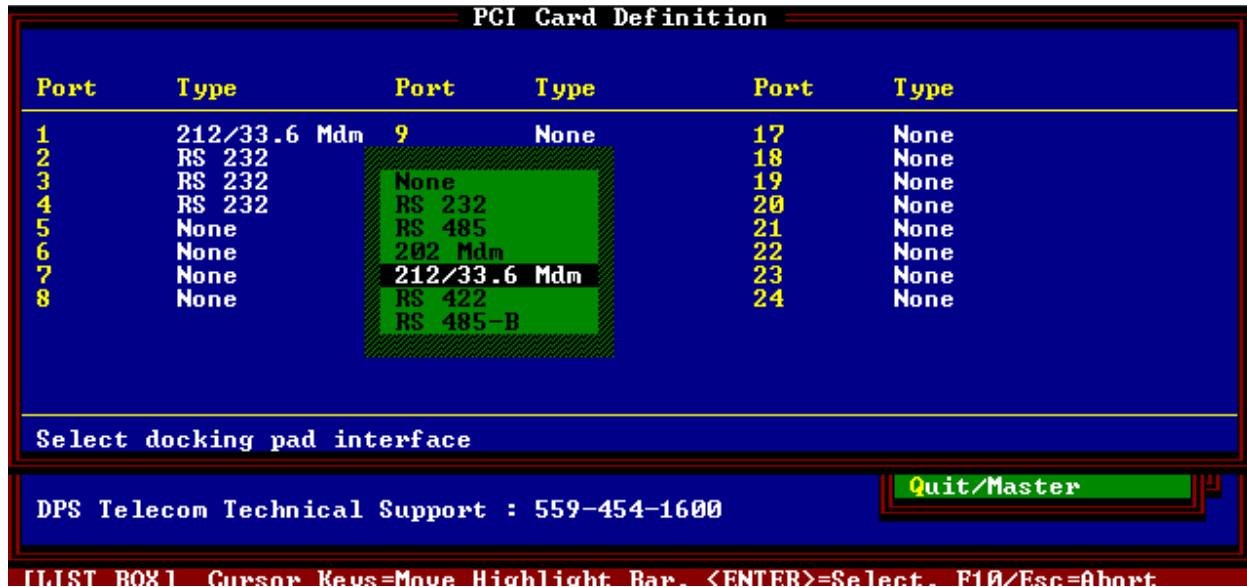 PCI Card Definition
Port Type Port Type Port Type
1 212/33.6 Mdm 9 None 17 None
2 RS 232 18 None
3 RS 232 None 19 None
4 RS 232 RS 232 20 None
5 None RS 485 21 None
6 None 202 Mdm 22 None
7 None 212/33.6 Mdm 23 None
8 None RS 422 24 None
RS 485-B
Select docking pad interface
Quit/Master
DPS Telecom Technical Support : 559-454-1600
[LIST BOX] Cursor Keys=Move Highlight Bar, <ENTER>=Select, F10/Esc=Abort